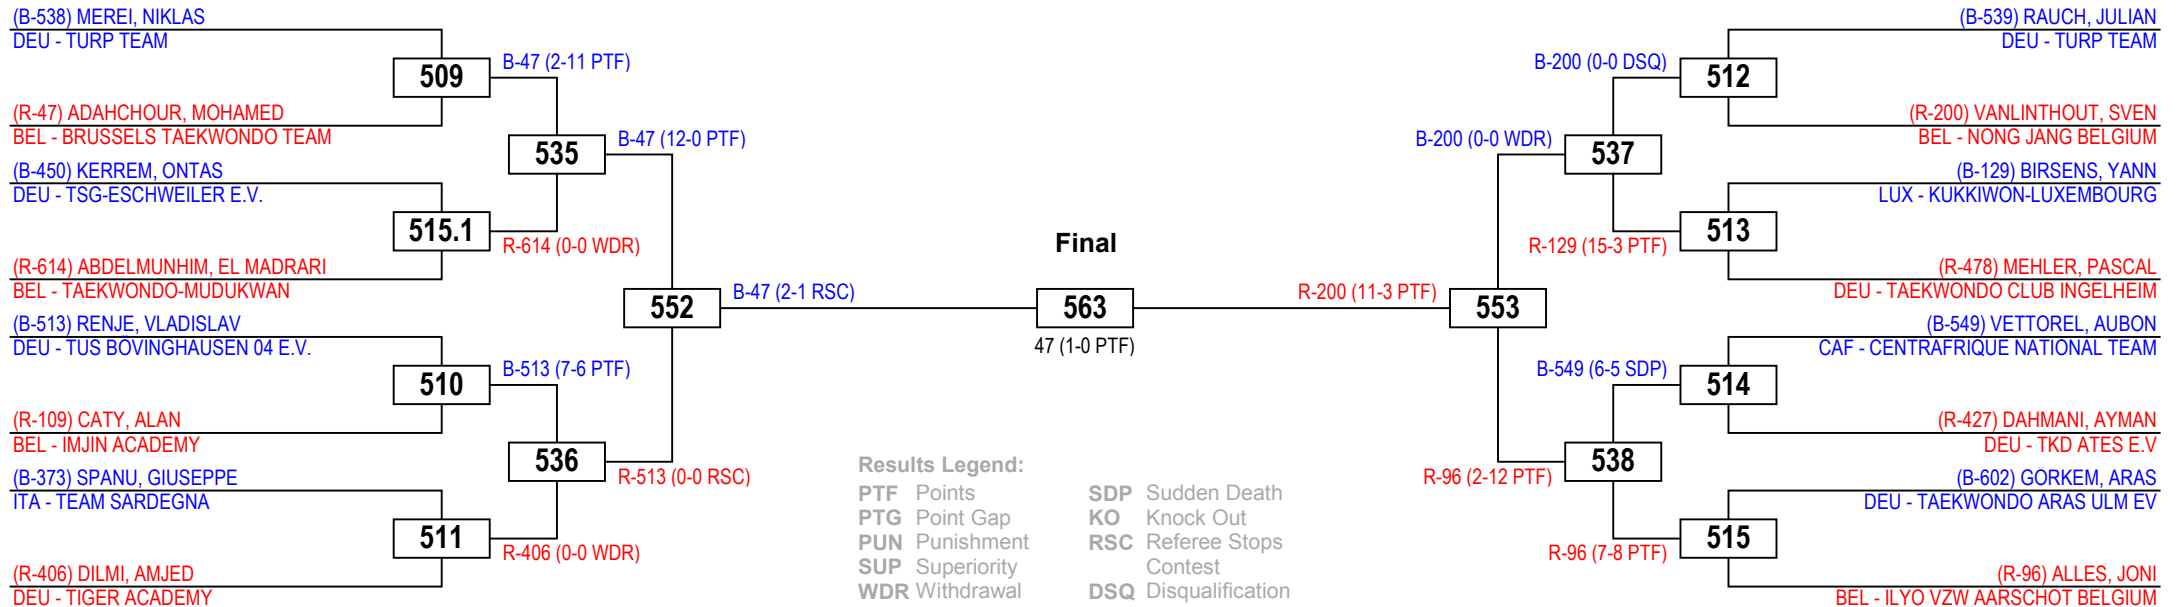 (B-538) MEREI, NIKLAS
DEU - TURP TEAM
509
B-47 (2-11 PTF)
(R-47) ADAHCHOUR, MOHAMED
BEL - BRUSSELS TAEKWONDO TEAM
535
B-47 (12-0 PTF)
(B-450) KERREM, ONTAS
DEU - TSG-ESCHWEILER E.V.
515.1
R-614 (0-0 WDR)
(R-614) ABDELMUNHIM, EL MADRARI
BEL - TAEKWONDO-MUDUKWAN
552
B-47 (2-1 RSC)
(B-513) RENJE, VLADISLAV
DEU - TUS BÖVINGHAUSEN 04 E.V.
510
B-513 (7-6 PTF)
(R-109) CATY, ALAN
BEL - IMJIN ACADEMY
536
R-513 (0-0 RSC)
(B-373) SPANU, GIUSEPPE
ITA - TEAM SARDEGNA
511
R-406 (0-0 WDR)
(R-406) DILMI, AMJED
DEU - TIGER ACADEMY
Final
563
47 (1-0 PTF)
(B-539) RAUCH, JULIAN
DEU - TURP TEAM
B-200 (0-0 DSQ)
512
(R-200) VANLINTHOUT, SVEN
BEL - NONG JANG BELGIUM
B-200 (0-0 WDR)
537
(B-129) BIRSENS, YANN
LUX - KUKKIWON-LUXEMBOURG
R-129 (15-3 PTF)
513
(R-478) MEHLER, PASCAL
DEU - TAEKWONDO CLUB INGELHEIM
R-200 (11-3 PTF)
553
(B-549) VETTOREL, AUBON
CAF - CENTRAFRIQUE NATIONAL TEAM
B-549 (6-5 SDP)
514
(R-427) DAHMANI, AYMAN
DEU - TKD ATES E.V
R-96 (2-12 PTF)
538
(B-602) GÖRKEM, ARAS
DEU - TAEKWONDO ARAS ULM EV
R-96 (7-8 PTF)
515
(R-96) ALLES, JONI
BEL - ILYO VZW AARSCHOT BELGIUM
Results Legend:
PTF Points
PTG Point Gap
PUN Punishment
SUP Superiority
WDR Withdrawal
SDP Sudden Death
KO Knock Out
RSC Referee Stops
Contest
DSQ Disqualification